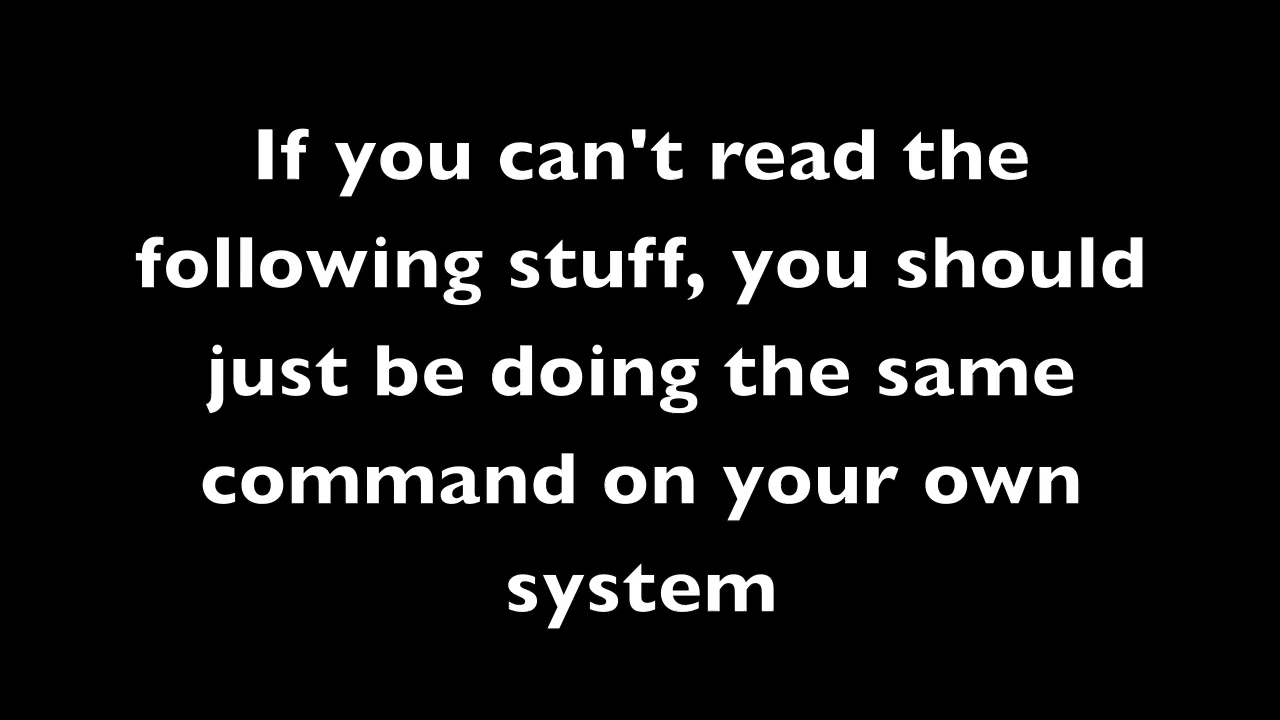 If you can't read the
following stuff, you should
just be doing the same
command on your own
system